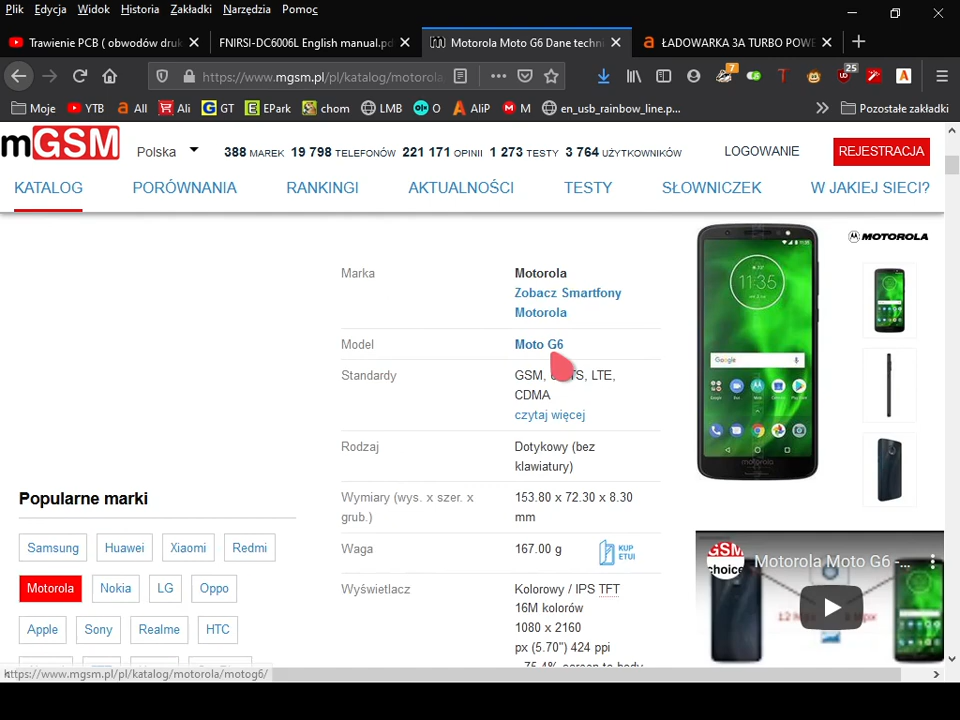 Plik Edycja Widok Historia Zakładki Narzędzia Pomoc
Trawienie PCB ( obwodów druk
FNIRSI-DC6006L English manual.pd
Motorola Moto G6 Dane techni
ŁADOWARKA 3A TURBO POWE
https://www.mgsm.pl/pl/katalog/motorola
7
25
Moje YTB All Ali GT EPark chom LMB O AliP M en_usb_rainbow_line.p... Pozostałe zakładki
mGSM
Polska
388 MAREK 19 798 TELEFONÓW 221 171 OPINII 1 273 TESTY 3 764 UŻYTKOWNIKÓW
LOGOWANIE
REJESTRACJA
KATALOG PORÓWNANIA RANKINGI AKTUALNOŚCI TESTY SŁOWNICZEK W JAKIEJ SIECI?
Marka
Motorola
Zobacz Smartfony
Motorola
Model
Moto G6
Standardy
GSM, LTE,
CDMA
czytaj więcej
Rodzaj
Dotykowy (bez
klawiatury)
Wymiary (wys. x szer. x
grub.)
153.80 x 72.30 x 8.30
mm
Waga
167.00 g
KUP
ETUI
Wyświetlacz
Kolorowy / IPS TFT
16M kolorów
1080 x 2160
px (5.70") 424 ppi
MOTOROLA
11:35
Google
Popularne marki
Samsung Huawei Xiaomi Redmi
Motorola Nokia LG Oppo
Apple Sony Realme HTC
GSM
choice
Motorola Moto G6 -...
https://www.mgsm.pl/pl/katalog/motorola/motog6/